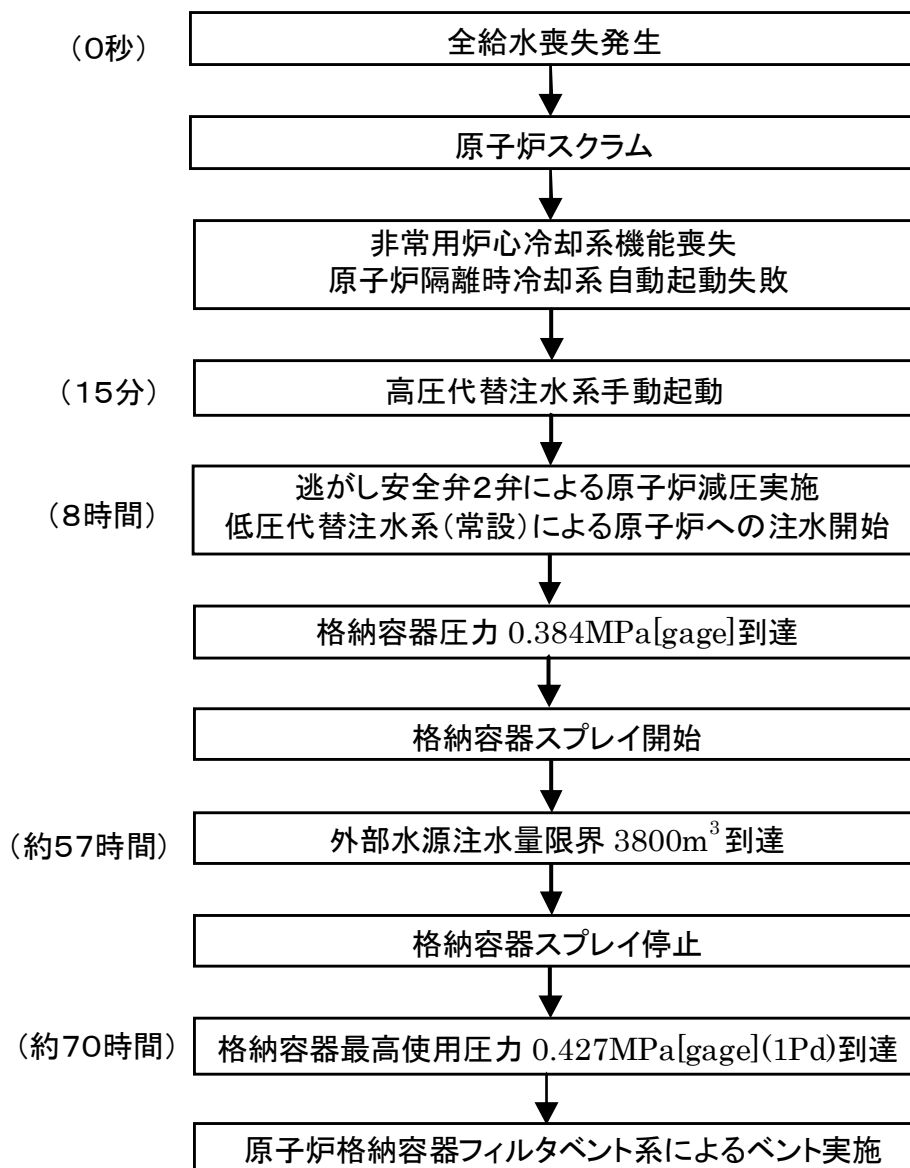 (0秒)
全給水喪失発生
原子炉スクラム
非常用炉心冷却系機能喪失
原子炉隔離時冷却系自動起動失敗
(15分)
高圧代替注水系手動起動
(8時間)
逃がし安全弁2弁による原子炉減圧実施
低圧代替注水系(常設)による原子炉への注水開始
格納容器圧力 0.384MPa[gage]到達
格納容器スプレイ開始
(約57時間)
外部水源注水量限界 3800m³到達
格納容器スプレイ停止
(約70時間)
格納容器最高使用圧力 0.427MPa[gage](1Pd)到達
原子炉格納容器フィルタベント系によるベント実施